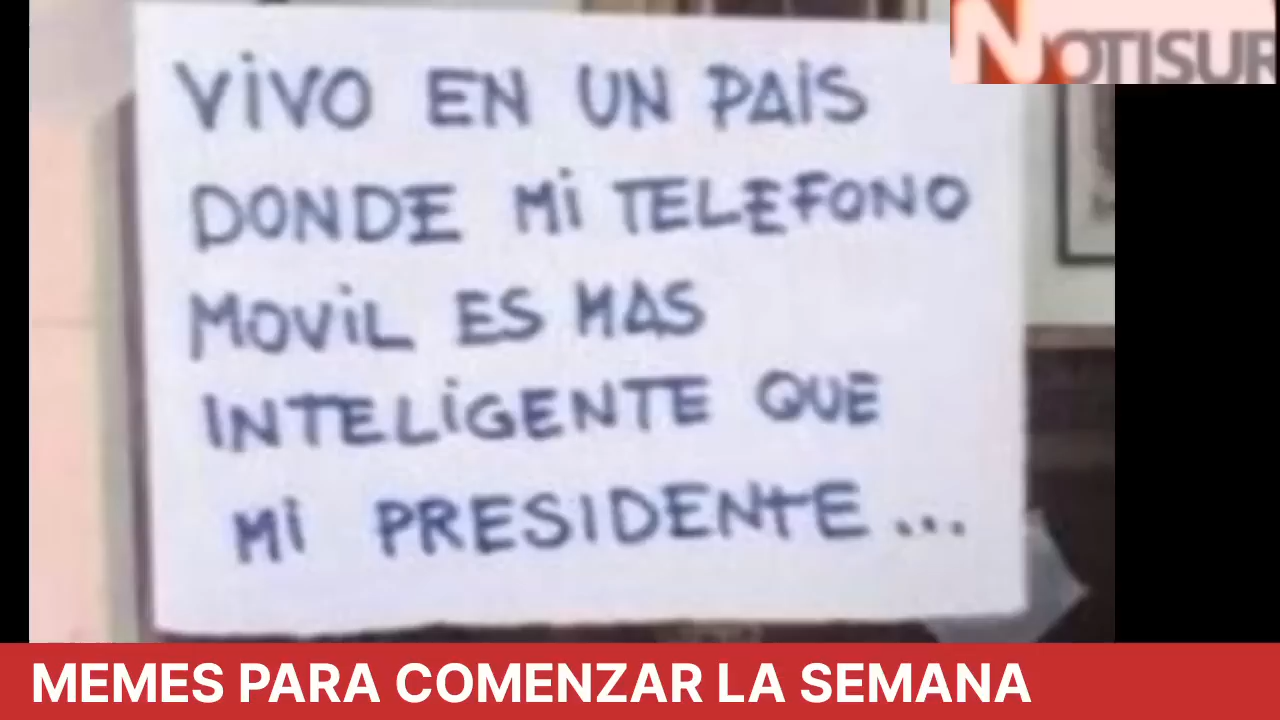 NOTISUR
ViVO EN UN PAiS
DONDE Mi TELEFONO
MOViL ES MAS
INTELiGENTE QUE
Mi PRESIDENTE...
MEMES PARA COMENZAR LA SEMANA